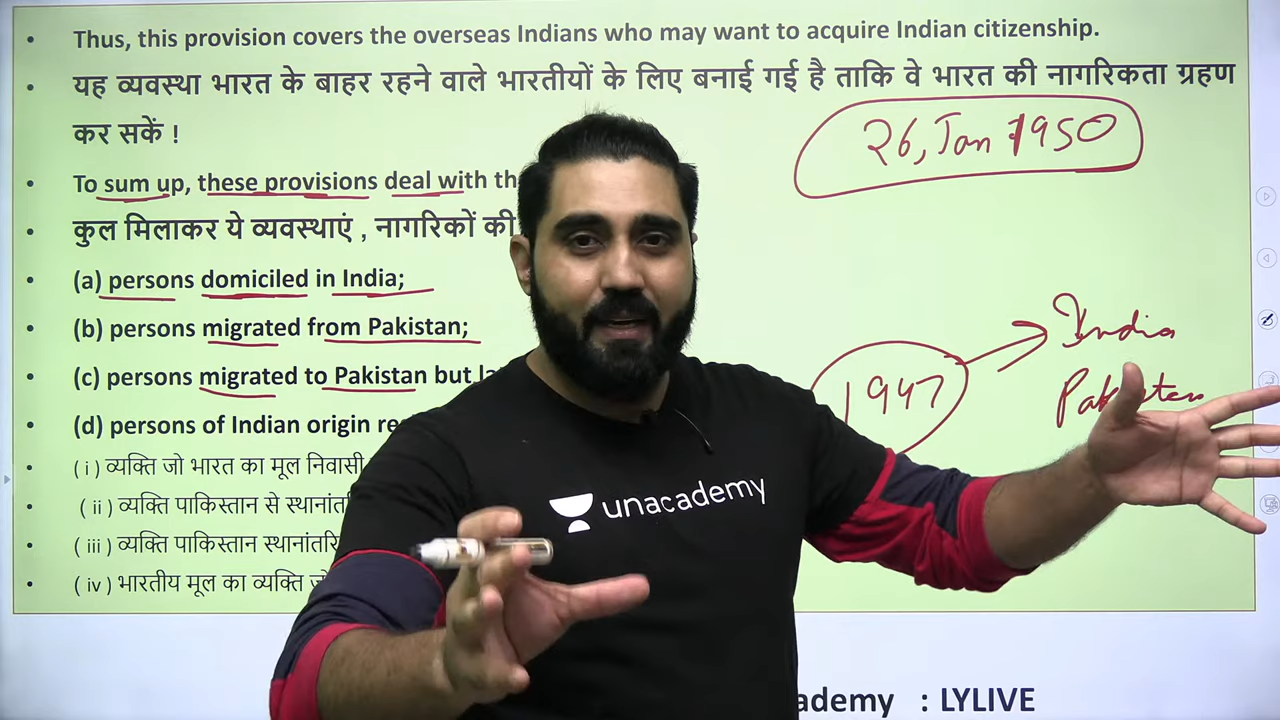 Thus, this provision covers the overseas Indians who may want to acquire Indian citizenship.
यह व्यवस्था भारत के बाहर रहने वाले भारतीयों के लिए बनाई गई है ताकि वे भारत की नागरिकता ग्रहण
कर सकें !
26, Jan 1950
To sum up, these provisions deal with th
कुल मिलाकर ये व्यवस्थाएं , नागरिकों की
(a) persons domiciled in India;
(b) persons migrated from Pakistan;
India
(c) persons migrated to Pakistan but la
1947
(d) persons of Indian origin re
( i ) व्यक्ति जो भारत का मूल निवासी
( ii ) व्यक्ति पाकिस्तान से
( iii ) व्यक्ति पाकिस्तान
( iv ) भारतीय मूल का व्यक्ति
unacademy
ademy : LYLIVE